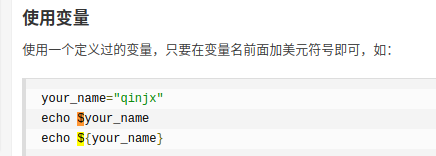 使用变量
使用一个定义过的变量，只要在变量名前面加美元符号即可，如：
your_name="qinjx"
echo $your_name
echo ${your_name}